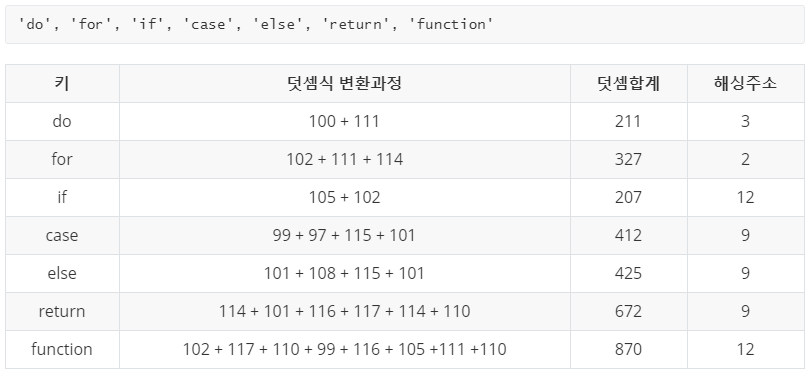 'do', 'for', 'if', 'case', 'else', 'return', 'function'
키 덧셈식 변환과정 덧셈합계 해싱주소
do 100 + 111 211 3
for 102 + 111 + 114 327 2
if 105 + 102 207 12
case 99 + 97 + 115 + 101 412 9
else 101 + 108 + 115 + 101 425 9
return 114 + 101 + 116 + 117 + 114 + 110 672 9
function 102 + 117 + 110 + 99 + 116 + 105 +111 +110 870 12